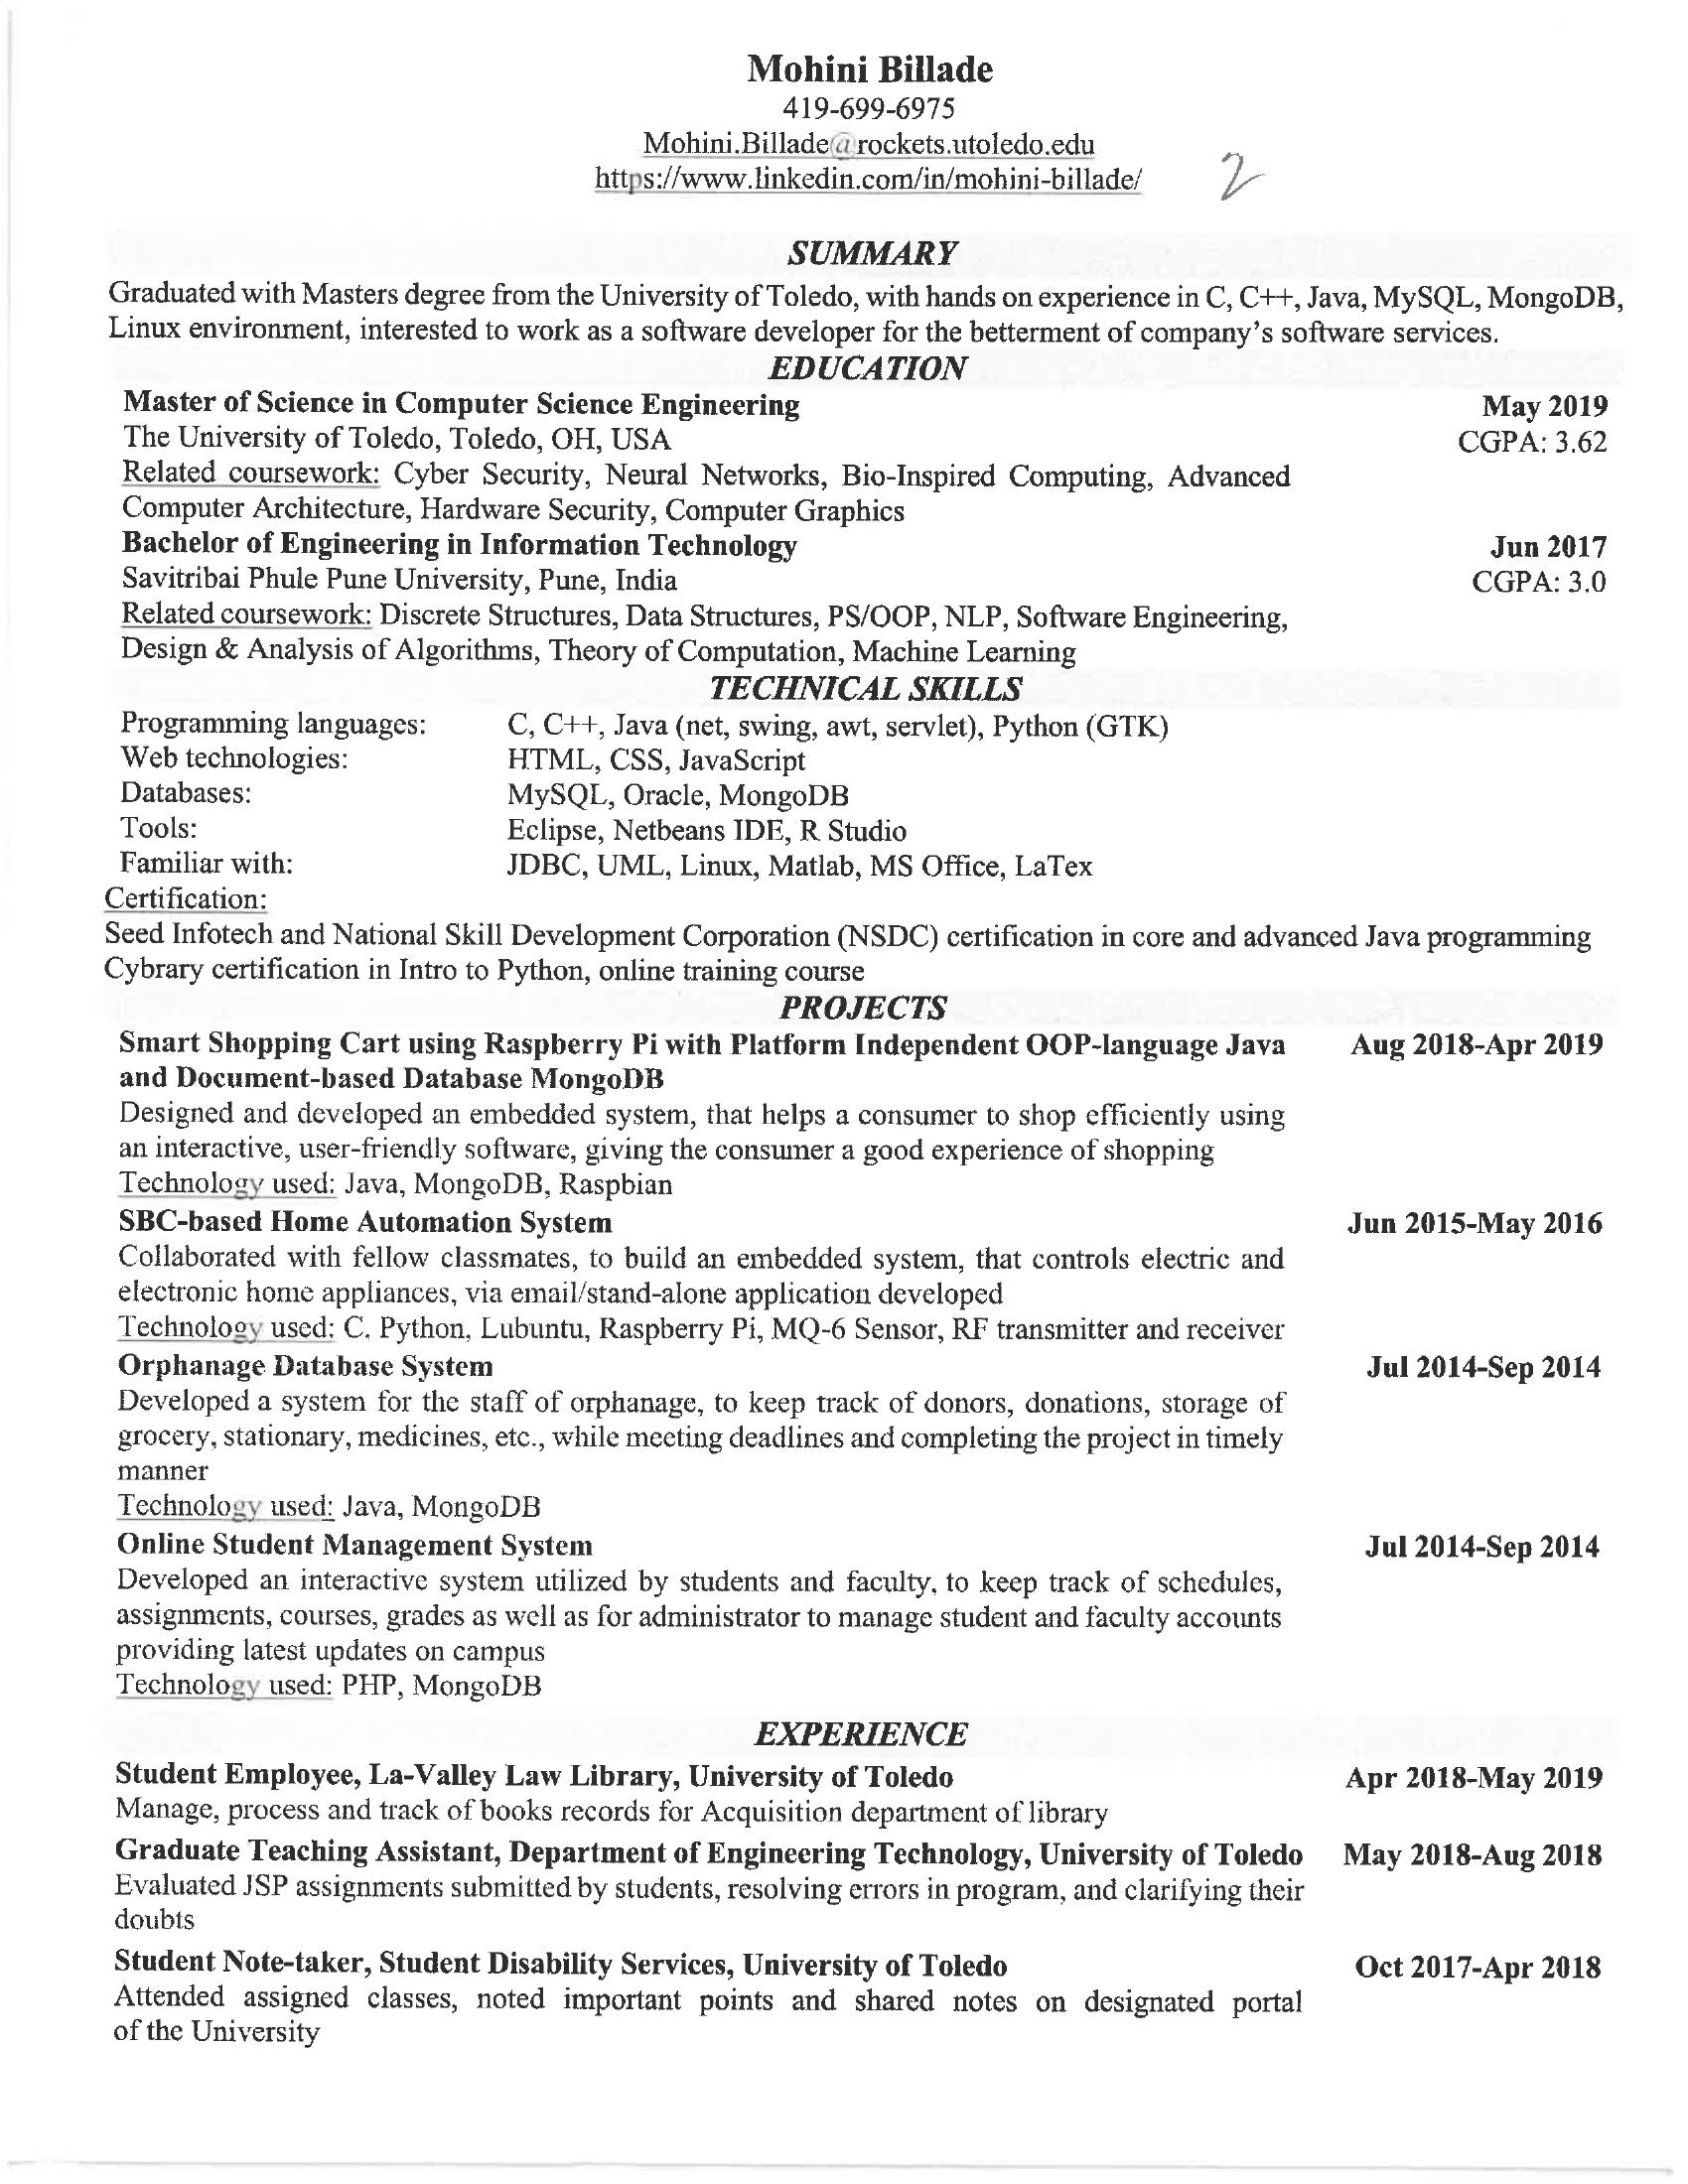 Mohini Billade
419-699-6975
Mohini.Billade@rockets.utoledo.edu
https://www.linkedin.com/in/mohini-billade/
2
SUMMARY
Graduated with Masters degree from the University of Toledo, with hands on experience in C, C++, Java, MySQL, MongoDB,
Linux environment, interested to work as a software developer for the betterment of company's software services.
EDUCATION
Master of Science in Computer Science Engineering May 2019
The University of Toledo, Toledo, OH, USA CGPA: 3.62
Related coursework: Cyber Security, Neural Networks, Bio-Inspired Computing, Advanced
Computer Architecture, Hardware Security, Computer Graphics
Bachelor of Engineering in Information Technology Jun 2017
Savitribai Phule Pune University, Pune, India CGPA: 3.0
Related coursework: Discrete Structures, Data Structures, PS/OOP, NLP, Software Engineering,
Design & Analysis of Algorithms, Theory of Computation, Machine Learning
TECHNICAL SKILLS
Programming languages: C, C++, Java (net, swing, awt, servlet), Python (GTK)
Web technologies: HTML, CSS, JavaScript
Databases: MySQL, Oracle, MongoDB
Tools: Eclipse, Netbeans IDE, R Studio
Familiar with: JDBC, UML, Linux, Matlab, MS Office, LaTex
Certification:
Seed Infotech and National Skill Development Corporation (NSDC) certification in core and advanced Java programming
Cybrary certification in Intro to Python, online training course
PROJECTS
Smart Shopping Cart using Raspberry Pi with Platform Independent OOP-language Java Aug 2018-Apr 2019
and Document-based Database MongoDB
Designed and developed an embedded system, that helps a consumer to shop efficiently using
an interactive, user-friendly software, giving the consumer a good experience of shopping
Technology used: Java, MongoDB, Raspbian
SBC-based Home Automation System Jun 2015-May 2016
Collaborated with fellow classmates, to build an embedded system, that controls electric and
electronic home appliances, via email/stand-alone application developed
Technology used: C, Python, Lubuntu, Raspberry Pi, MQ-6 Sensor, RF transmitter and receiver
Orphanage Database System Jul 2014-Sep 2014
Developed a system for the staff of orphanage, to keep track of donors, donations, storage of
grocery, stationary, medicines, etc., while meeting deadlines and completing the project in timely
manner
Technology used: Java, MongoDB
Online Student Management System Jul 2014-Sep 2014
Developed an interactive system utilized by students and faculty, to keep track of schedules,
assignments, courses, grades as well as for administrator to manage student and faculty accounts
providing latest updates on campus
Technology used: PHP, MongoDB
EXPERIENCE
Student Employee, La-Valley Law Library, University of Toledo Apr 2018-May 2019
Manage, process and track of books records for Acquisition department of library
Graduate Teaching Assistant, Department of Engineering Technology, University of Toledo May 2018-Aug 2018
Evaluated JSP assignments submitted by students, resolving errors in program, and clarifying their
doubts
Student Note-taker, Student Disability Services, University of Toledo Oct 2017-Apr 2018
Attended assigned classes, noted important points and shared notes on designated portal
of the University